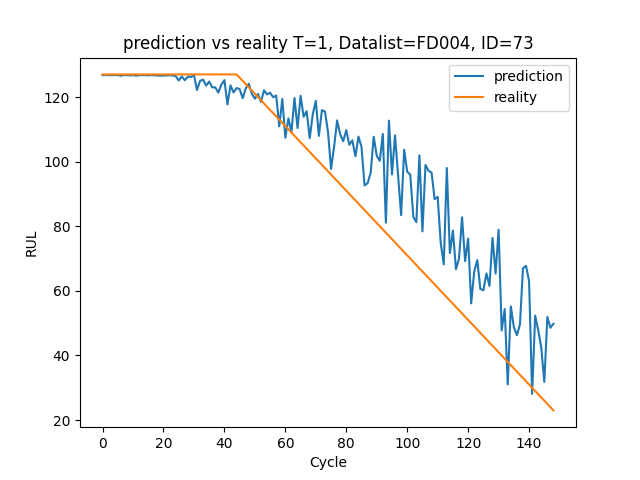 prediction vs reality T=1, Datalist=FD004, ID=73
prediction
reality
RUL
120
100
80
60
40
20
0 20 40 60 80 100 120 140
Cycle